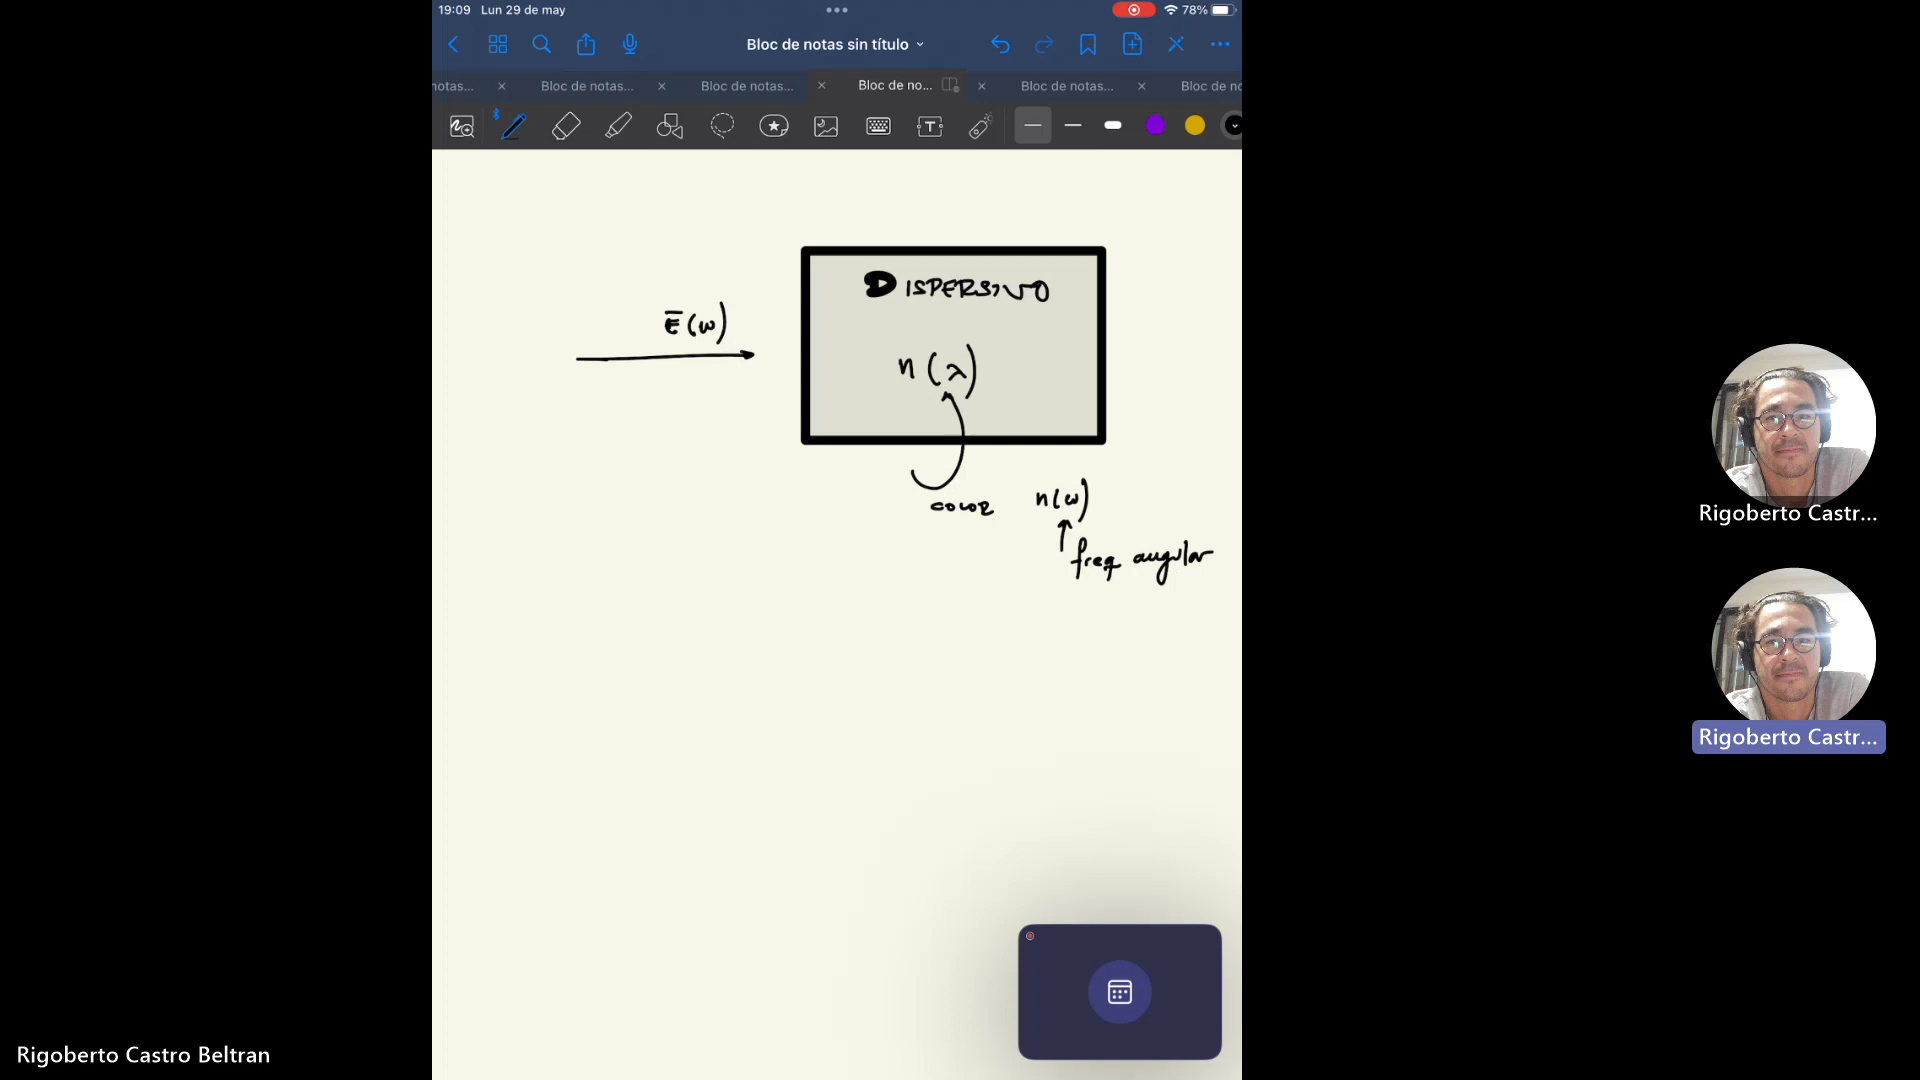 19:09 Lun 29 de may
78%
Bloc de notas sin título
notas...
Bloc de notas...
Bloc de notas...
Bloc de no...
Bloc de notas...
Bloc de no
DISPERSIVO
Ē(ω)
n(λ)
COLOR
n(ω)
freq angular
Rigoberto Castr...
Rigoberto Castr...
Rigoberto Castro Beltran